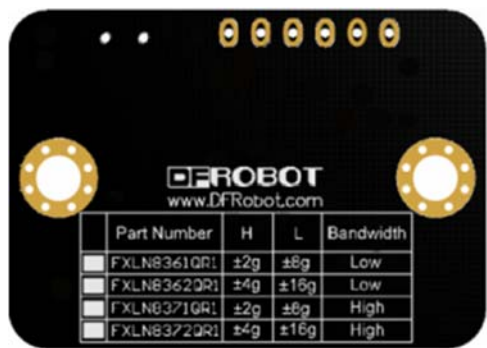 DFROBOT
www.DFRobot.com
Part Number H L Bandwidth
FXLN8361QR1 ±2g ±8g Low
FXLN8362QR1 ±4g ±16g Low
FXLN8371QR1 ±2g ±8g High
FXLN8372QR1 ±4g ±16g High